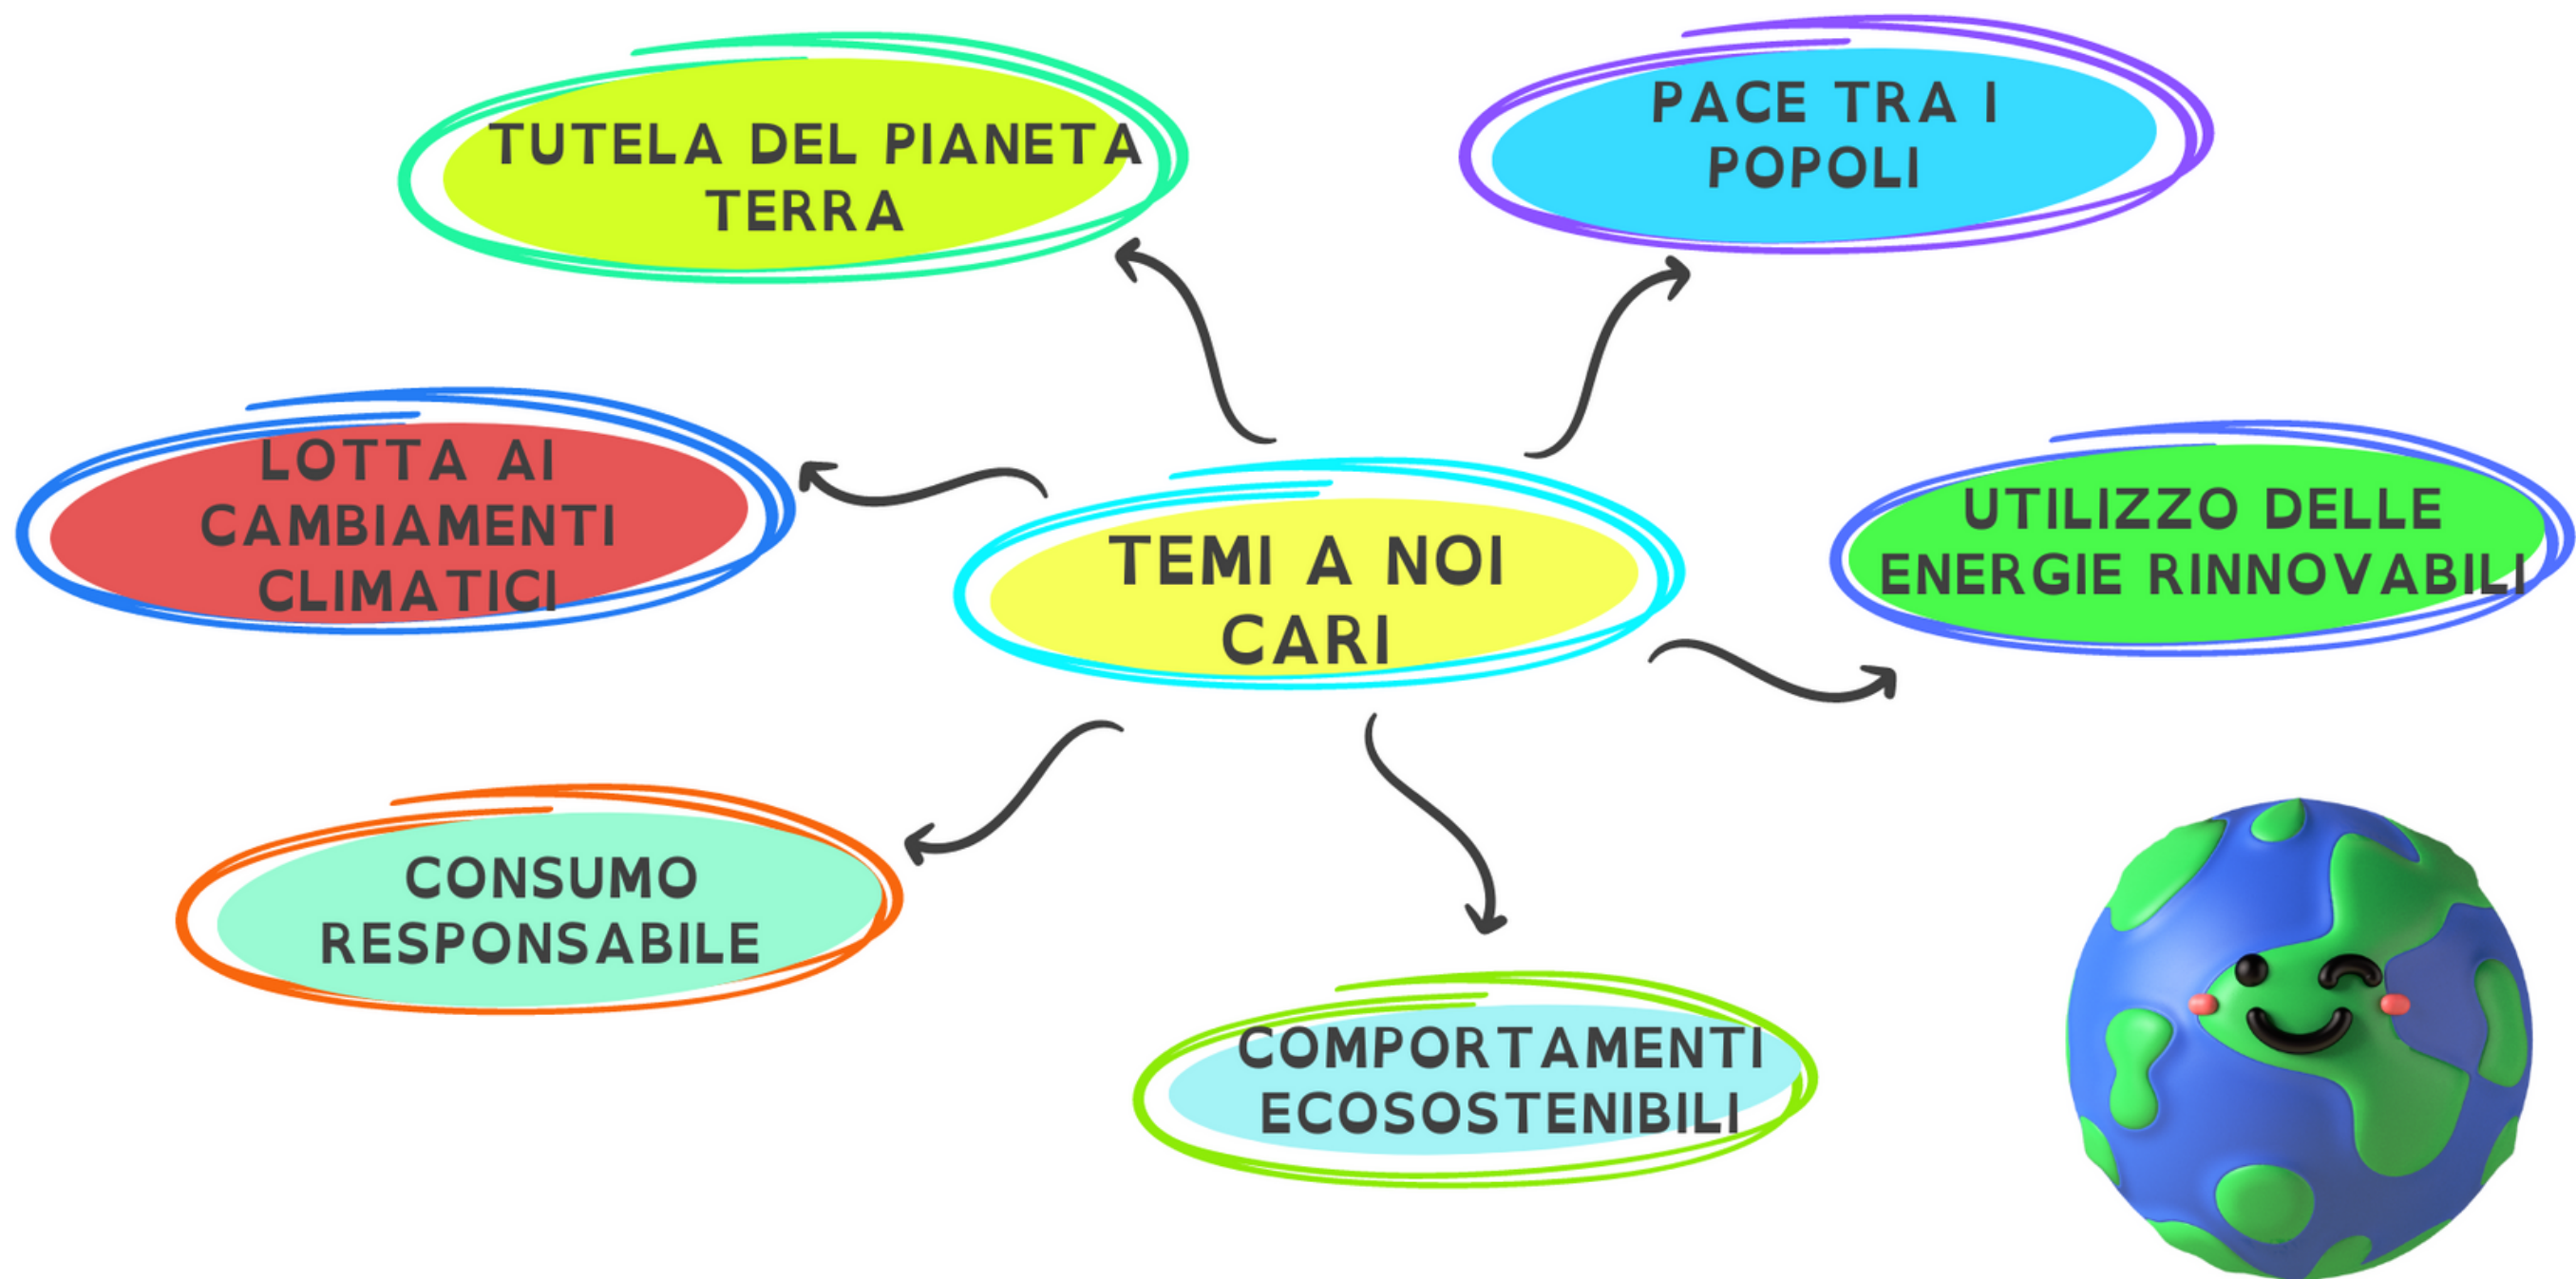 TUTELA DEL PIANETA
TERRA
PACE TRA I
POPOLI
LOTTA AI
CAMBIAMENTI
CLIMATICI
TEMI A NOI
CARI
UTILIZZO DELLE
ENERGIE RINNOVABILI
CONSUMO
RESPONSABILE
COMPORTAMENTI
ECOSOSTENIBILI